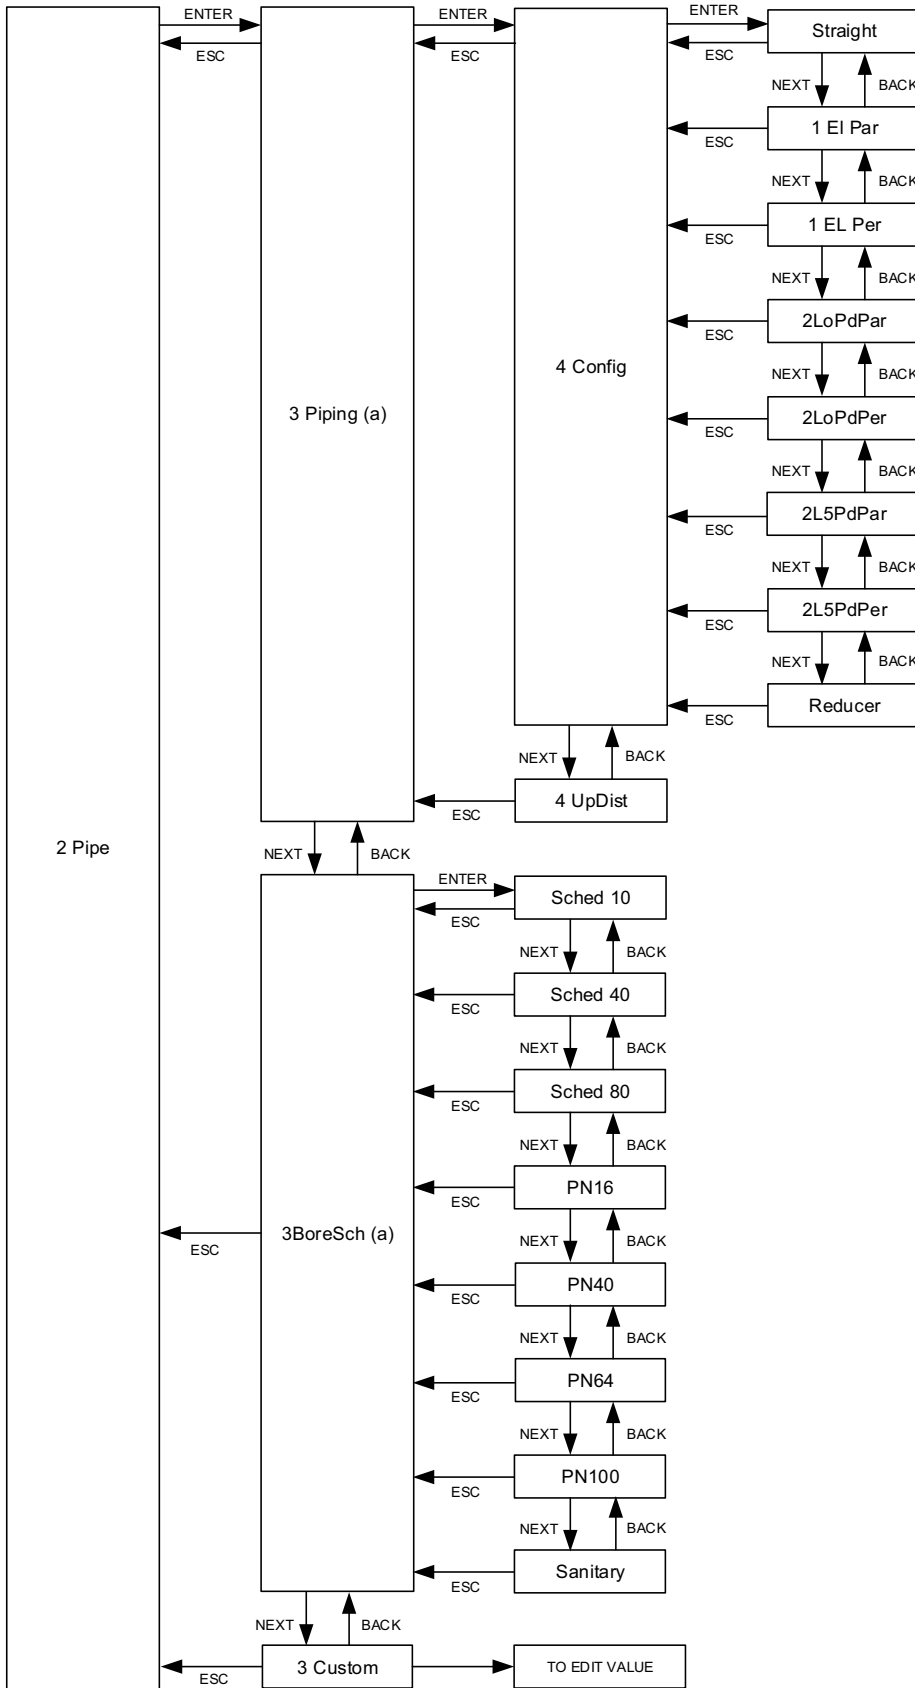 ENTER
ENTER
ENTER
Straight
ESC
ESC
ESC
NEXT
BACK
1 El Par
ESC
NEXT
BACK
1 EL Per
ESC
NEXT
BACK
2LoPdPar
ESC
NEXT
BACK
4 Config
3 Piping (a)
2LoPdPer
ESC
NEXT
BACK
2L5PdPar
ESC
NEXT
BACK
2L5PdPer
ESC
NEXT
BACK
Reducer
ESC
NEXT
BACK
4 UpDist
ESC
2 Pipe
NEXT
BACK
ENTER
Sched 10
ESC
NEXT
BACK
Sched 40
ESC
NEXT
BACK
Sched 80
ESC
NEXT
BACK
PN16
ESC
3BoreSch (a)
ESC
NEXT
BACK
PN40
ESC
NEXT
BACK
PN64
ESC
NEXT
BACK
PN100
ESC
NEXT
BACK
Sanitary
ESC
NEXT
BACK
3 Custom
ESC
TO EDIT VALUE